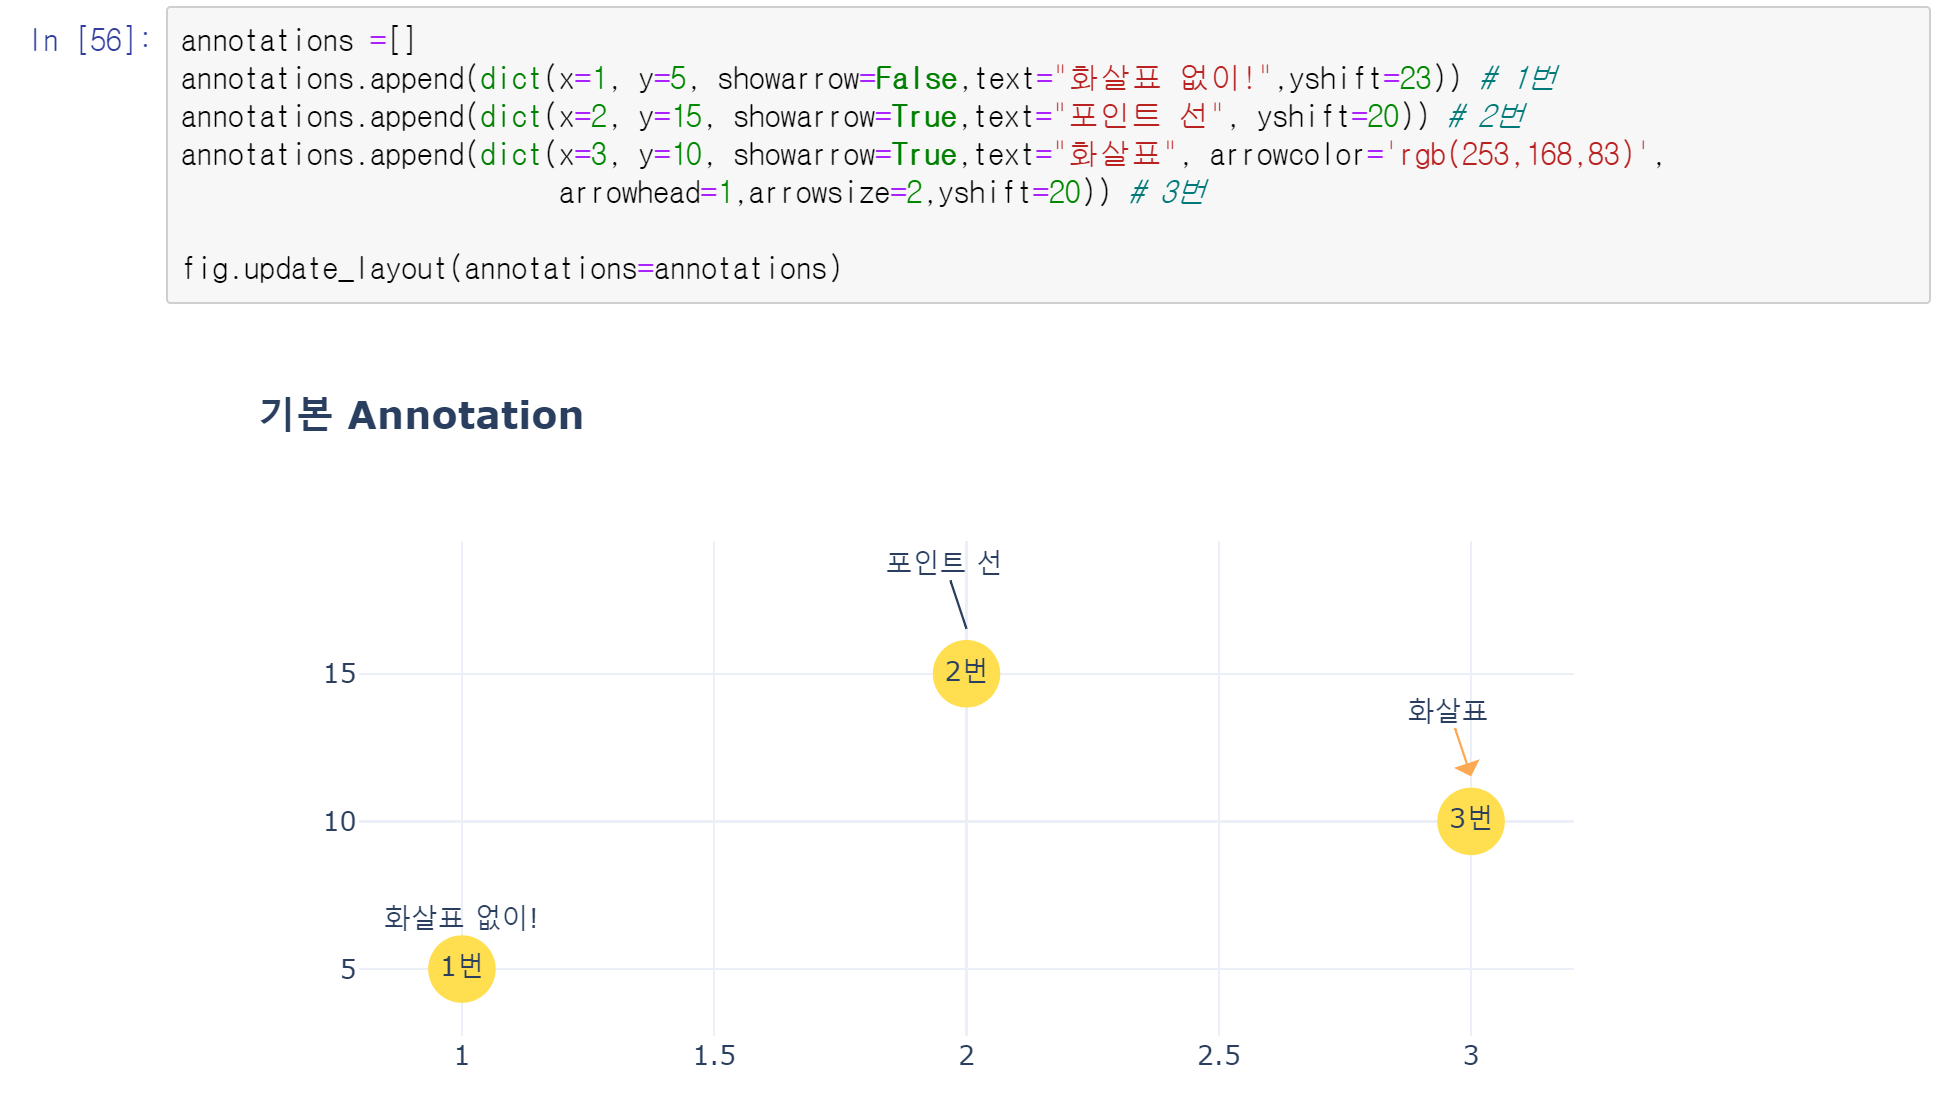 In [56]:
annotations =[]
annotations.append(dict(x=1, y=5, showarrow=False,text="화살표 없이!",yshift=23)) # 1번
annotations.append(dict(x=2, y=15, showarrow=True,text="포인트 선", yshift=20)) # 2번
annotations.append(dict(x=3, y=10, showarrow=True,text="화살표", arrowcolor='rgb(253,168,83)',
arrowhead=1,arrowsize=2,yshift=20)) # 3번
fig.update_layout(annotations=annotations)
기본 Annotation
포인트 선
15
2번
화살표
10
3번
화살표 없이!
5
1번
1 1.5 2 2.5 3